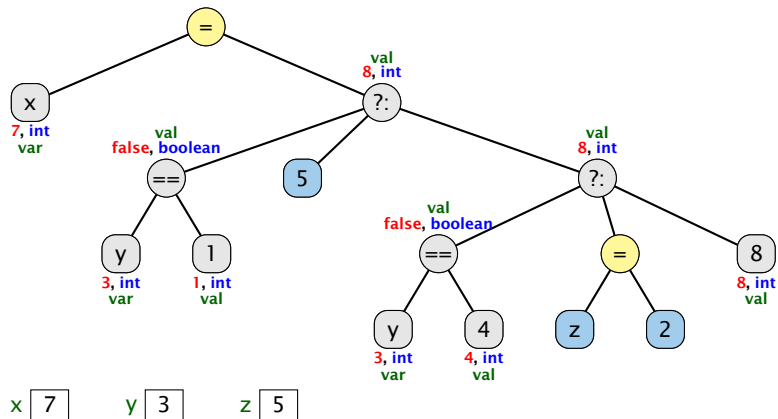 =
val
8, int
?:
x
7, int
var
val
false, boolean
==
5
val
8, int
?:
y
3, int
var
1
1, int
val
val
false, boolean
==
=
8
8, int
val
y
3, int
var
4
4, int
val
z
2
x 7 y 3 z 5